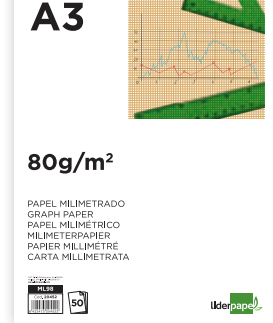 A3
80g/m²
PAPEL MILIMETRADO
GRAPH PAPER
PAPEL MILIMÉTRICO
MILIMETERPAPIER
PAPIER MILLIMÉTRÉ
CARTA MILLIMETRATA
ML98
50
liderpapel